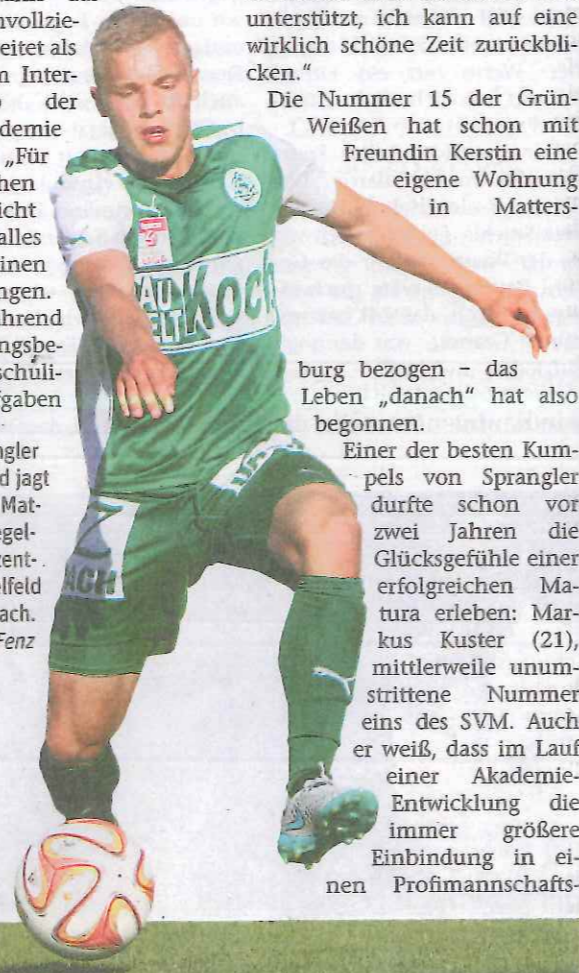 nvollzie-
eitet als
n Inter-
der
demie
„Für
chen
icht
alles
inen
ngen.
ährend
ngsbe-
schuli-
fgaben
ngler
d jagt
Mat-
egel-
zent-
elfeld
ach.
Fenz
unterstützt, ich kann auf eine
wirklich schöne Zeit zurückbli-
cken.“
Die Nummer 15 der Grün-
Weißen hat schon mit
Freundin Kerstin eine
eigene Wohnung
in Matters-
burg bezogen – das
Leben „danach“ hat also
begonnen.
Einer der besten Kum-
pels von Sprangler
durfte schon vor
zwei Jahren die
Glücksgefühle einer
erfolgreichen Ma-
tura erleben: Mar-
kus Kuster (21),
mittlerweile unum-
strittene Nummer
eins des SVM. Auch
er weiß, dass im Lauf
einer Akademie-
Entwicklung die
immer größere
Einbindung in ei-
nen Profimannschafts-
LIGA